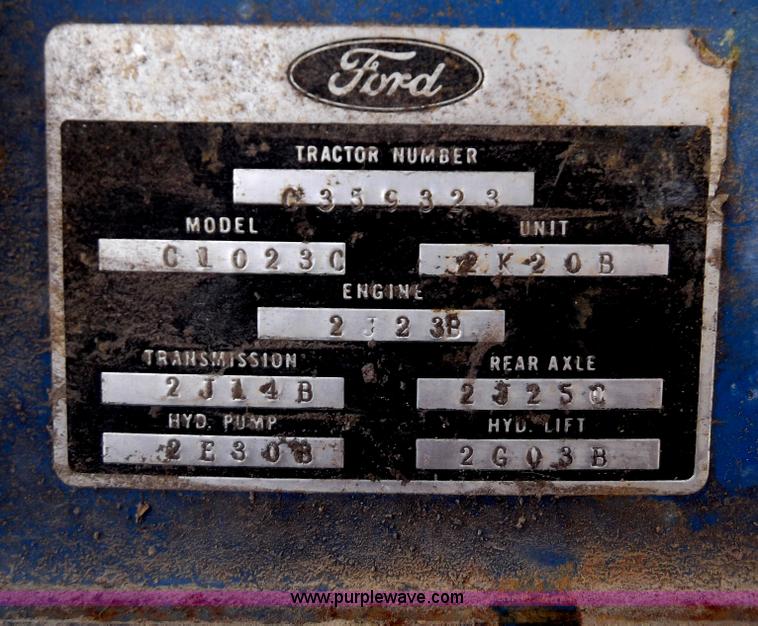 Ford
TRACTOR NUMBER
C359323
MODEL UNIT
C1023C 2K20B
ENGINE
2J23B
TRANSMISSION REAR AXLE
2J14B 2J25C
HYD. PUMP HYD. LIFT
2E30B 2G03B
www.purplewave.com